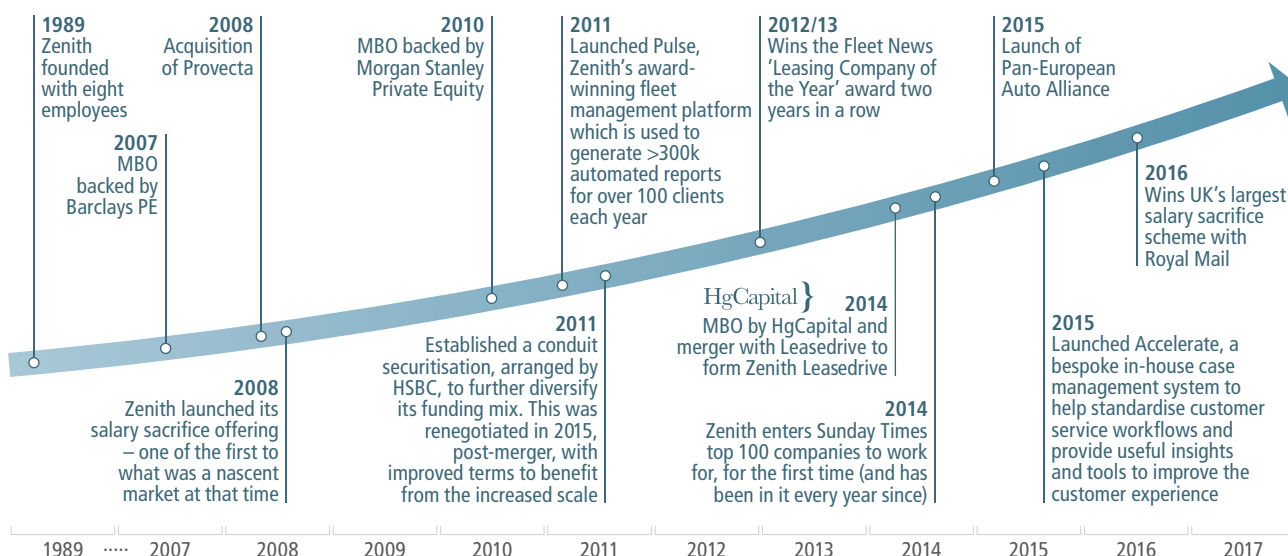 1989
Zenith
founded
with eight
employees
2007
MBO
backed by
Barclays PE
2008
Acquisition
of Provecta
2008
Zenith launched its
salary sacrifice offering
– one of the first to
what was a nascent
market at that time
2010
MBO backed by
Morgan Stanley
Private Equity
2011
Launched Pulse,
Zenith's award-
winning fleet
management platform
which is used to
generate >300k
automated reports
for over 100 clients
each year
2011
Established a conduit
securitisation, arranged by
HSBC, to further diversify
its funding mix. This was
renegotiated in 2015,
post-merger, with
improved terms to benefit
from the increased scale
2012/13
Wins the Fleet News
'Leasing Company of
the Year' award two
years in a row
HgCapital}
2014
MBO by HgCapital and
merger with Leasedrive to
form Zenith Leasedrive
2014
Zenith enters Sunday Times
top 100 companies to work
for, for the first time (and has
been in it every year since)
2015
Launch of
Pan-European
Auto Alliance
2015
Launched Accelerate, a
bespoke in-house case
management system to
help standardise customer
service workflows and
provide useful insights
and tools to improve the
customer experience
2016
Wins UK's largest
salary sacrifice
scheme with
Royal Mail
1989 ..... 2007 2008 2009 2010 2011 2012 2013 2014 2015 2016 2017